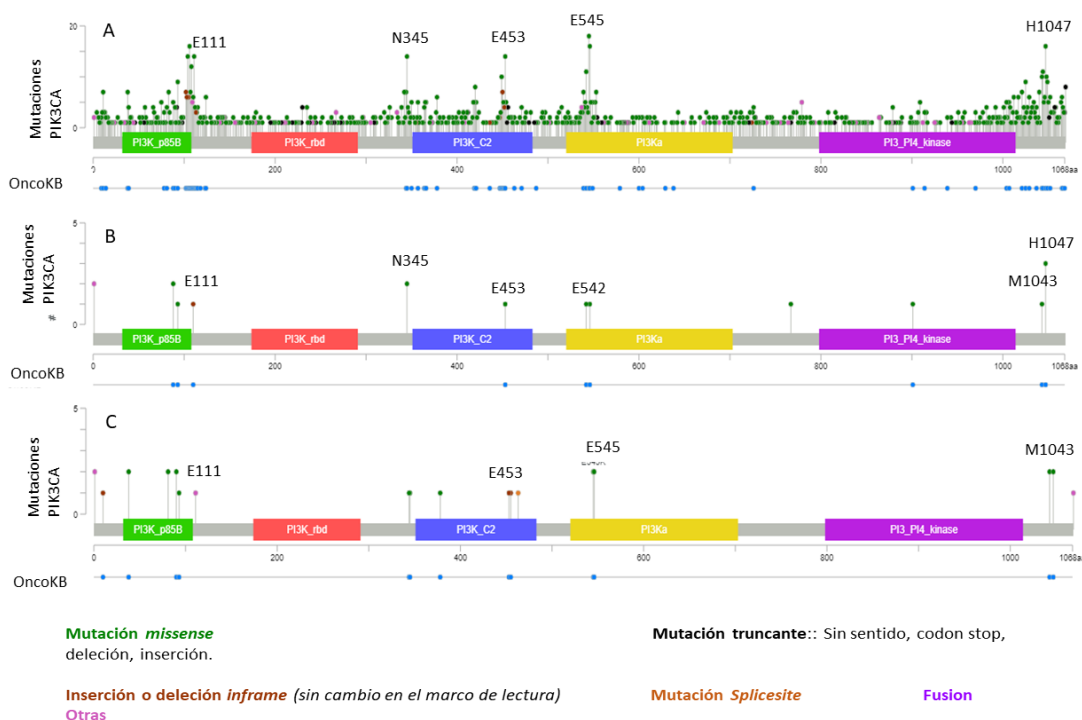 A
E111
N345
E453
E545
H1047
20
5
0
Mutaciones
PIK3CA
PI3K_p85B
PI3K_rbd
PI3K_C2
PI3Ka
PI3_PI4_kinase
0
200
400
600
800
1000
1068aa
OncoKB
B
E111
N345
E453
E542
M1043
H1047
5
0
Mutaciones
# PIK3CA
PI3K_p85B
PI3K_rbd
PI3K_C2
PI3Ka
PI3_PI4_kinase
0
200
400
600
800
1000
1068aa
OncoKB
C
E111
E453
E545
M1043
5
0
Mutaciones
PIK3CA
PI3K_p85B
PI3K_rbd
PI3K_C2
PI3Ka
PI3_PI4_kinase
0
200
400
600
800
1000
1068aa
OncoKB
Mutación missense
deleción, inserción.
Mutación truncante:: Sin sentido, codon stop,
Inserción o deleción inframe (sin cambio en el marco de lectura)
Mutación Splicesite
Fusion
Otras